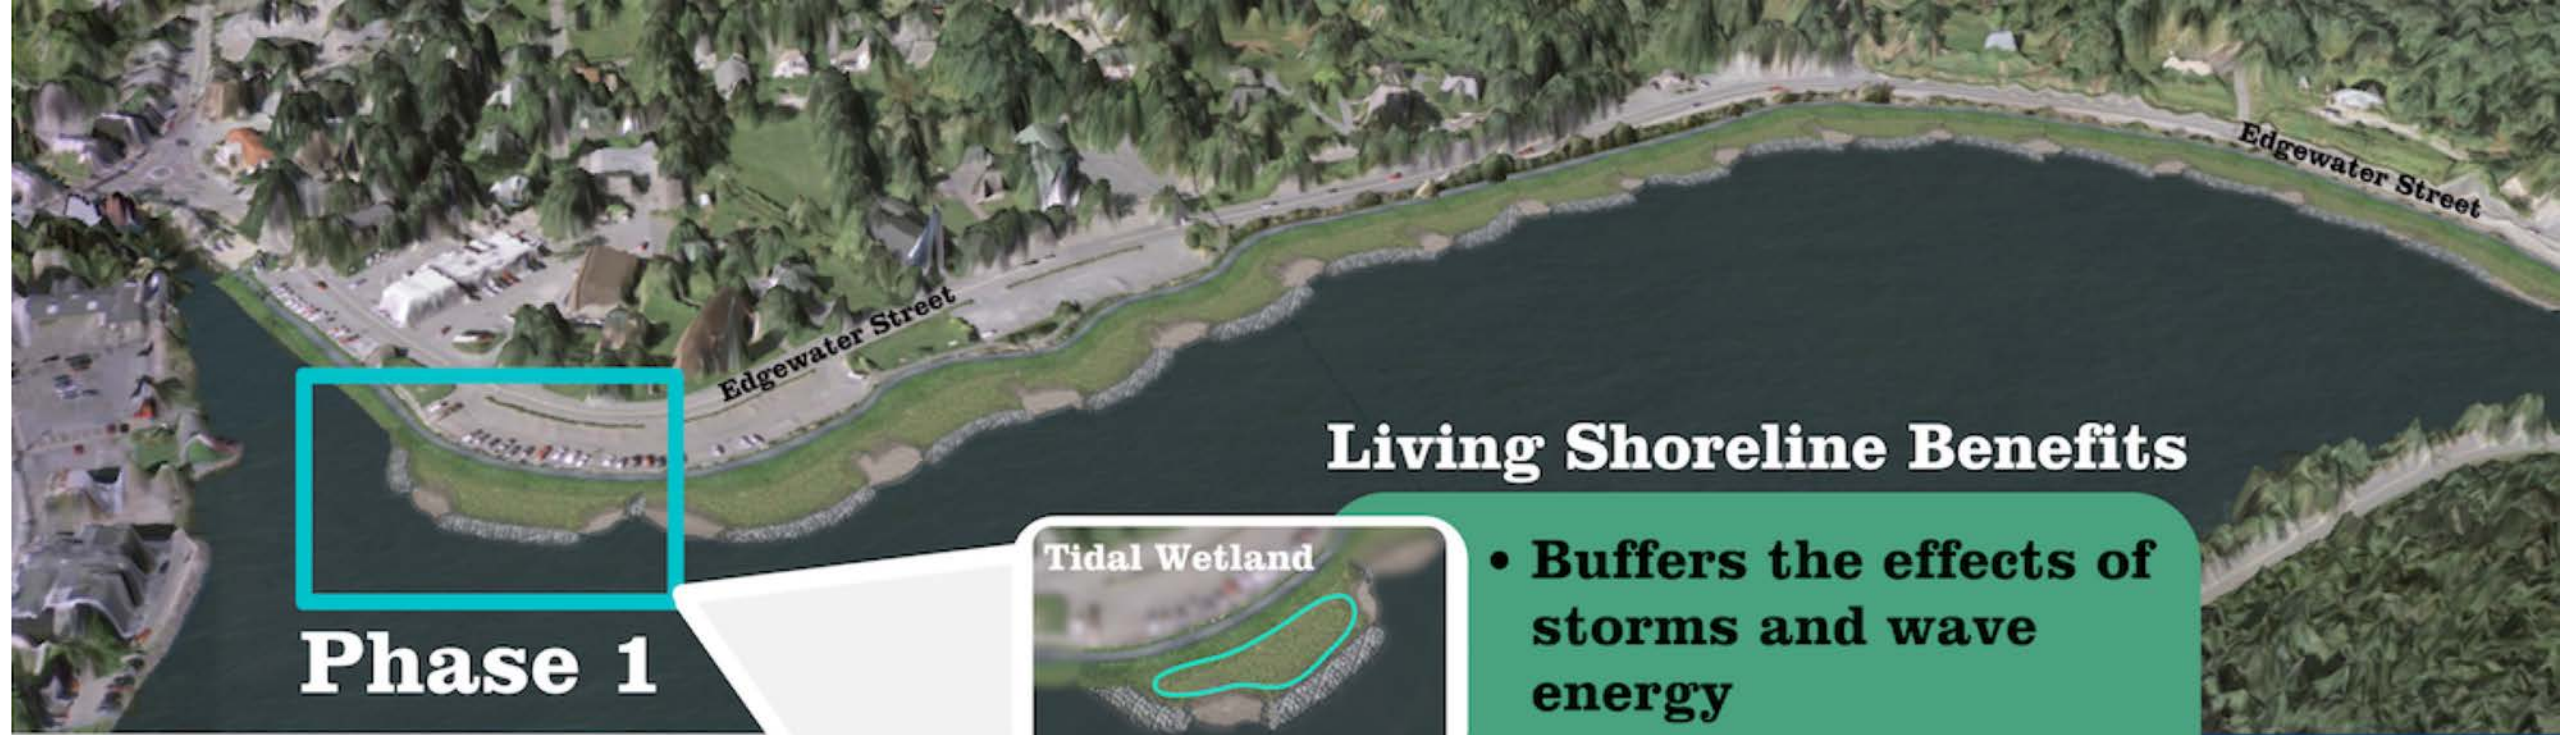 Edgewater Street
Edgewater Street
Living Shoreline Benefits
Phase 1
Tidal Wetland
• Buffers the effects of
storms and wave
energy